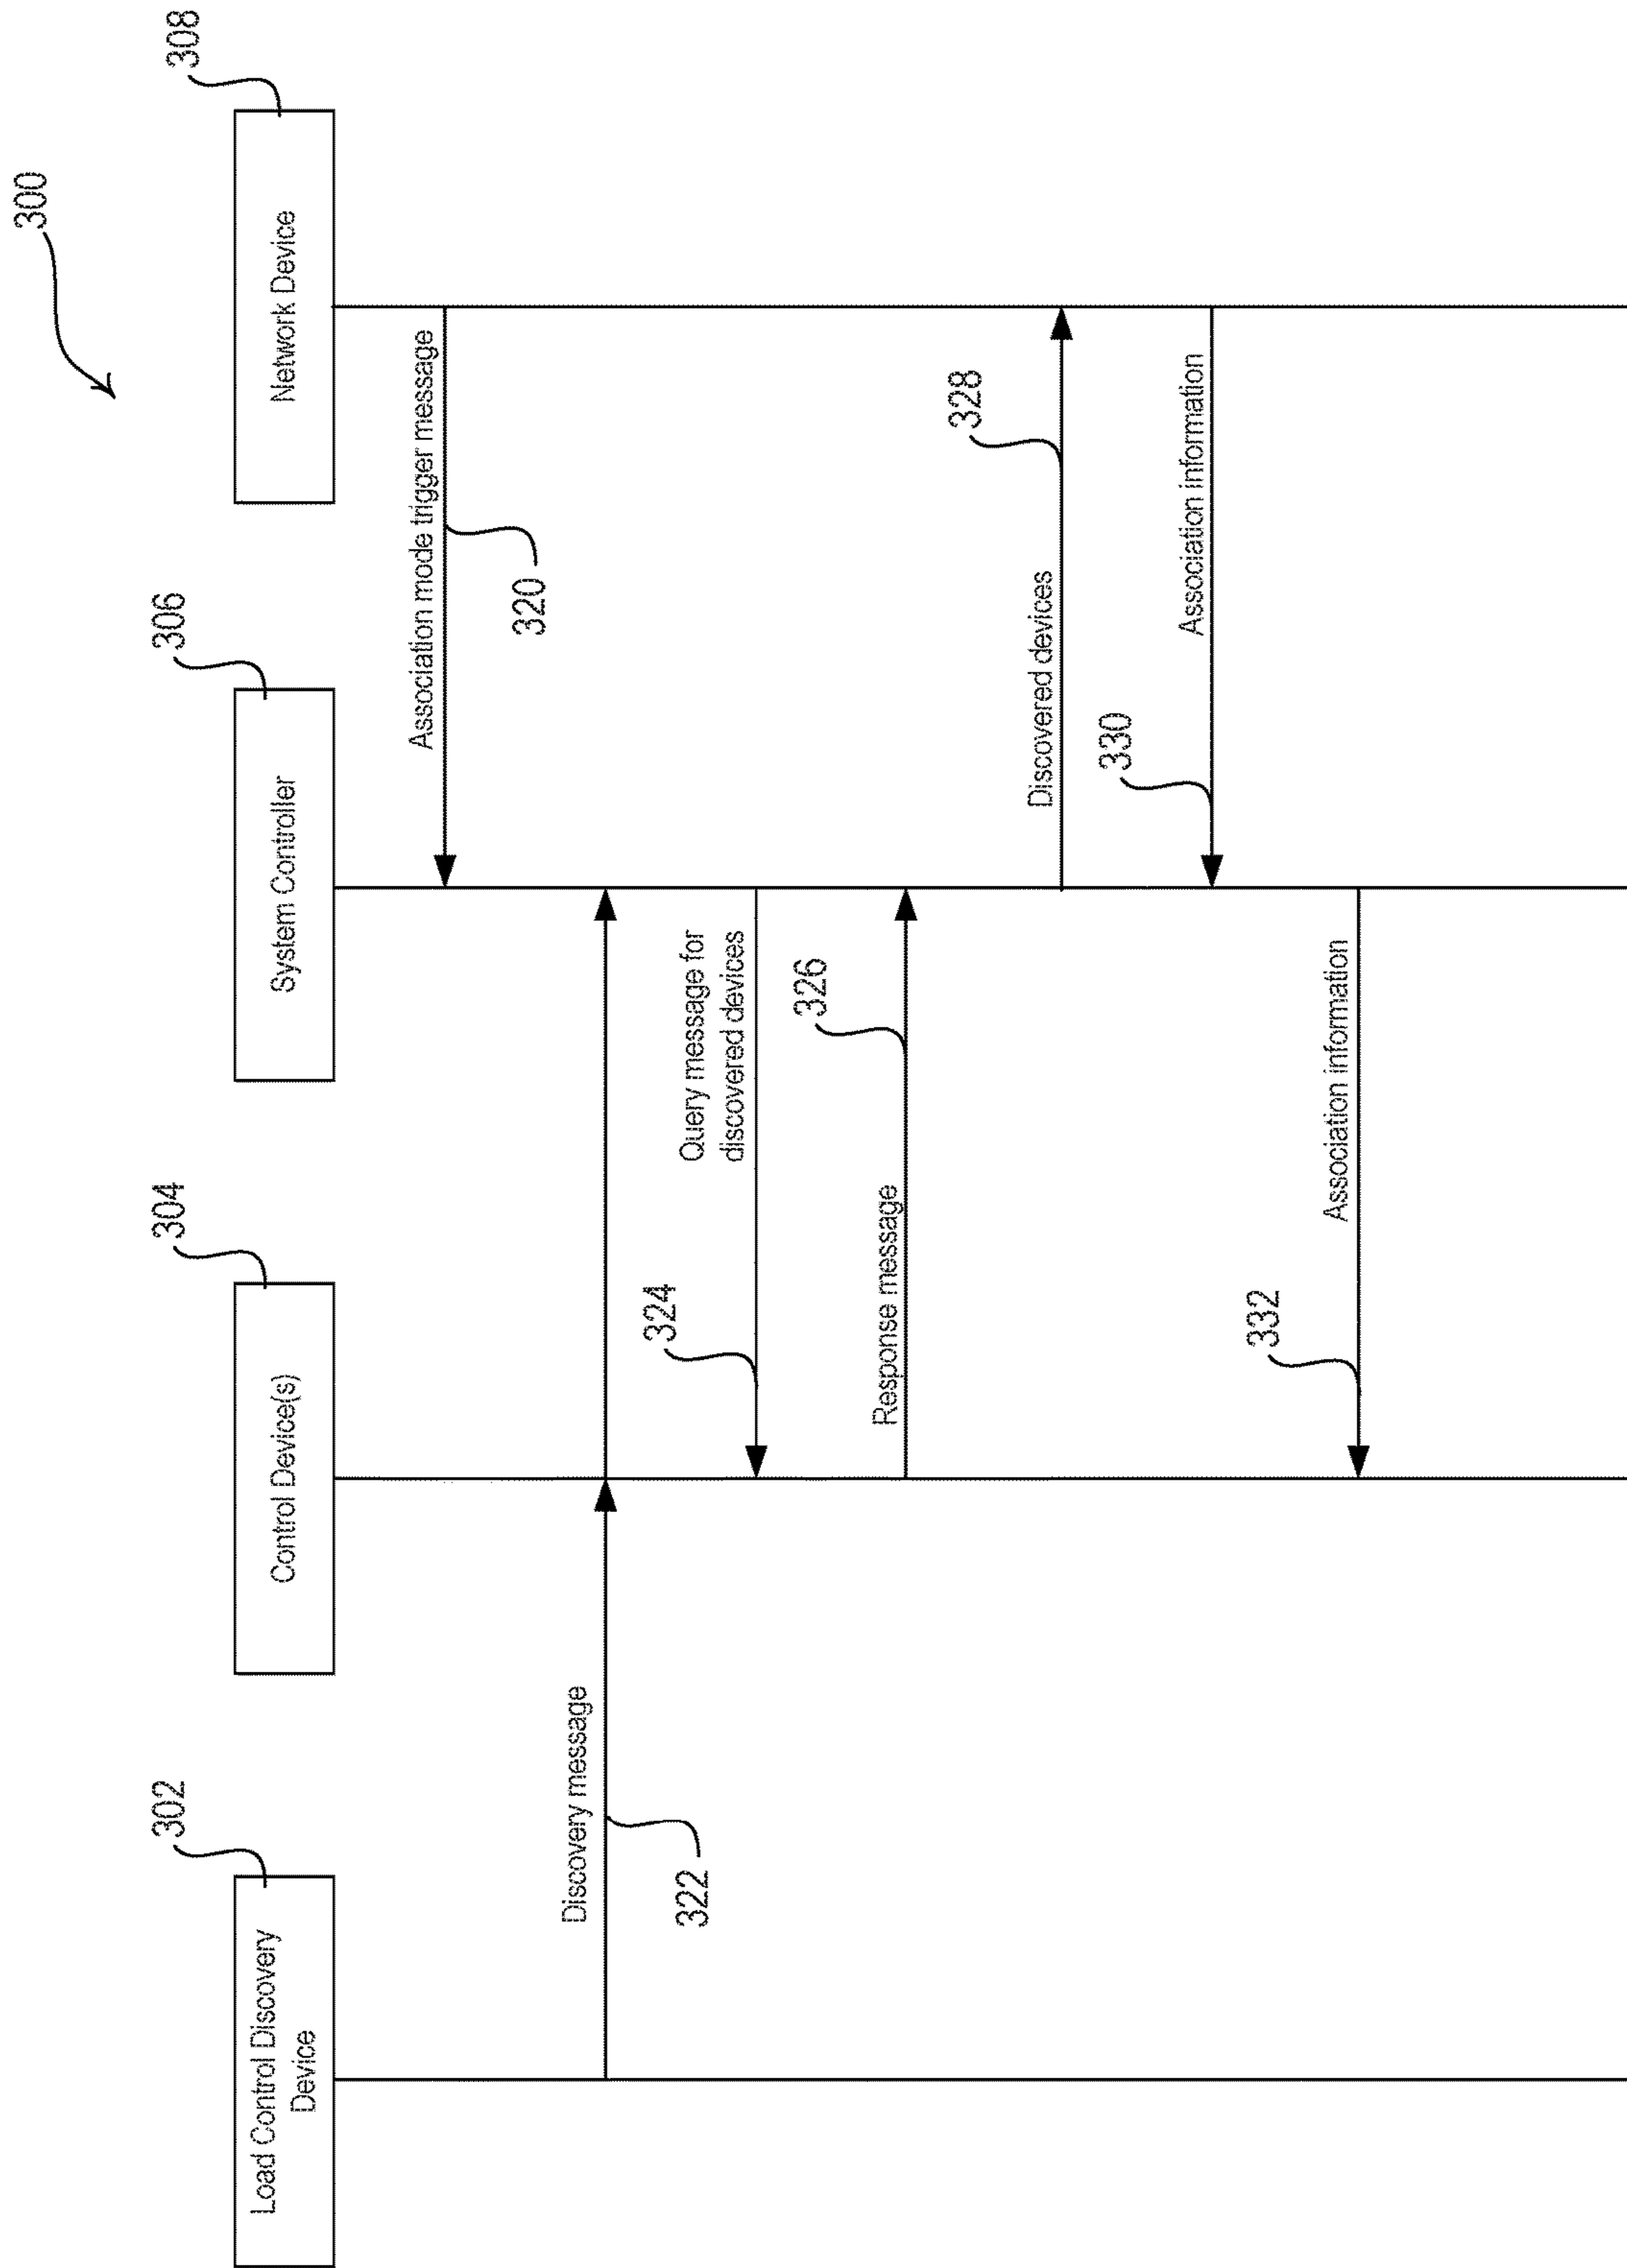 300
302
304
306
308
Load Control Discovery
Device
Control Device(s)
System Controller
Network Device
Association mode trigger message
320
Discovery message
322
Query message for
discovered devices
324
Response message
326
Discovered devices
328
Association information
330
Association information
332